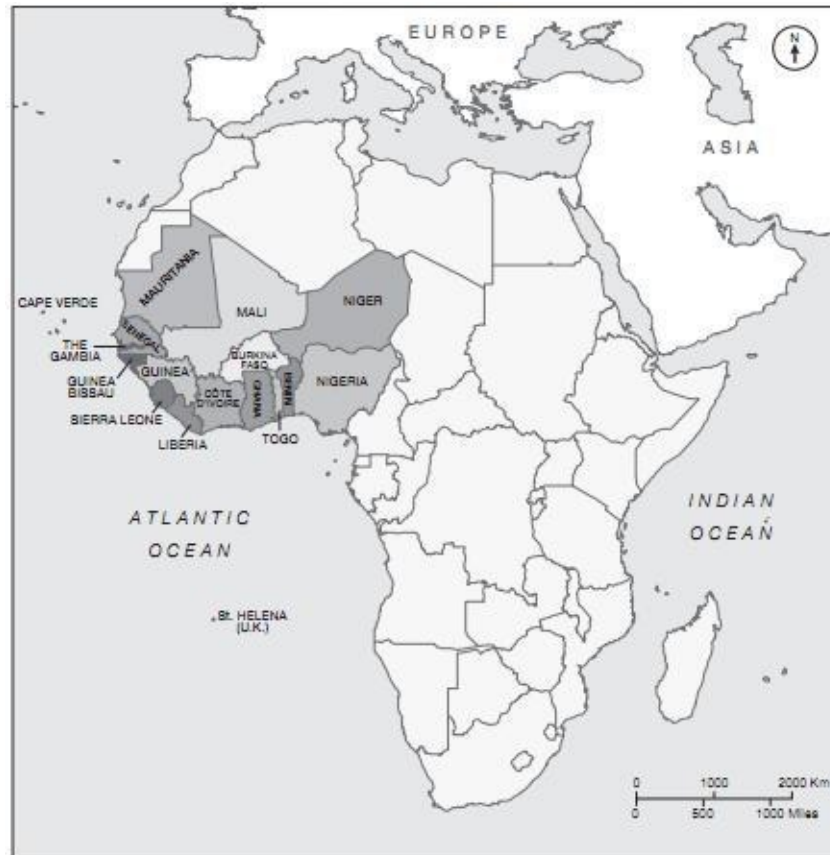 EUROPE
N
ASIA
MAURITANIA
CAPE VERDE
MALI
NIGER
SENEGAL
THE
GAMBIA
BURKINA
FASO
GUINEA
NIGERIA
GUINEA
BISSAU
CÔTE
D'IVOIRE
GHANA
BENIN
SIERRA LEONE
LIBERIA
TOGO
ATLANTIC
OCEAN
INDIAN
OCEAN
St. HELENA
(U.K.)
0 1000 2000 Km
0 500 1000 Miles